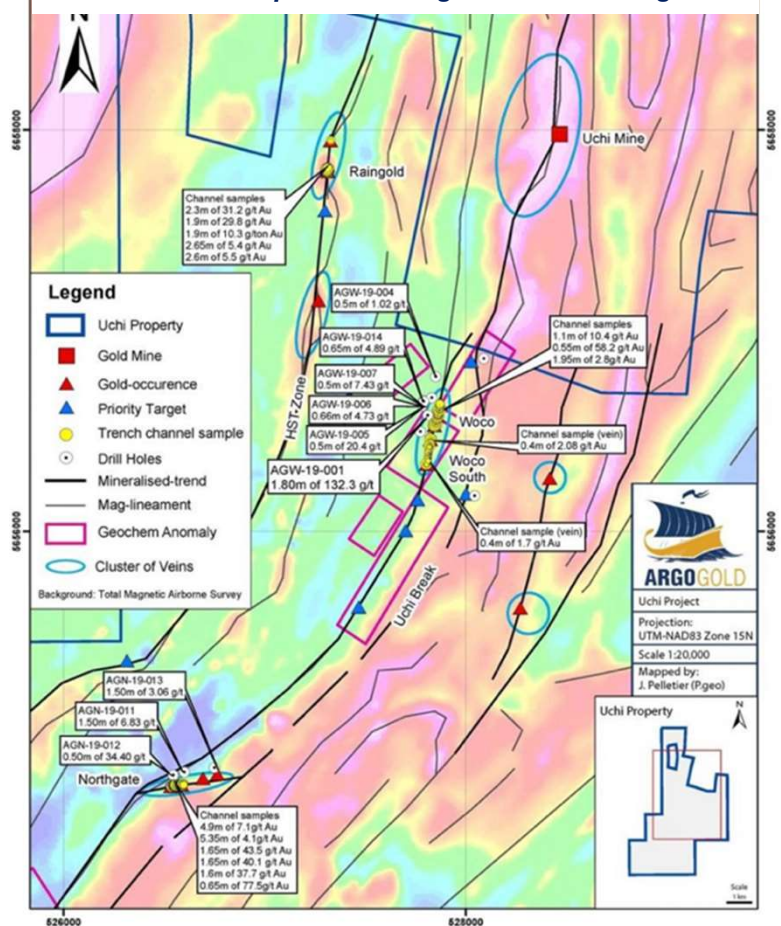 N
5658000
5658000
Uchi Mine
Raingold
Channel samples
2.3m of 31.2 g/t Au
1.9m of 29.8 g/t Au
1.9m of 10.3 g/ton Au
2.65m of 5.4 g/t Au
2.6m of 5.5 g/t Au
Legend
Uchi Property
Gold Mine
Gold-occurence
Priority Target
Trench channel sample
Drill Holes
Mineralised-trend
Mag-lineament
Geochem Anomaly
Cluster of Veins
Background: Total Magnetic Airborne Survey
HST-Zone
AGW-19-004
0.5m of 1.02 g/t
AGW-19-014
0.65m of 4.89 g/t
AGW-19-007
0.5m of 7.43 g/t
AGW-19-006
0.66m of 4.73 g/t
AGW-19-005
0.5m of 20.4 g/t
AGW-19-001
1.80m of 132.3 g/t
Channel samples
1.1m of 10.4 g/t Au
0.55m of 58.2 g/t Au
1.95m of 2.8g/t Au
Woco
Channel sample (vein)
0.4m of 2.08 g/t Au
Woco
South
Channel sample (vein)
0.4m of 1.7 g/t Au
5656000
5656000
Uchi Break
ARGOGOLD
Uchi Project
Projection:
UTM-NAD83 Zone 15N
Scale 1:20,000
Mapped by:
J. Pelletier (P.geo)
Uchi Property
N
Scale
1 km
AGN-19-013
1.50m of 3.06 g/t
AGN-19-011
1.50m of 6.83 g/t
AGN-19-012
0.50m of 34.40 g/t
Northgate
Channel samples
4.9m of 7.1g/t Au
5.35m of 4.1g/t Au
1.65m of 43.5 g/t Au
1.65m of 40.1 g/t Au
1.6m of 37.7 g/t Au
0.65m of 77.5g/t Au
526000
528000